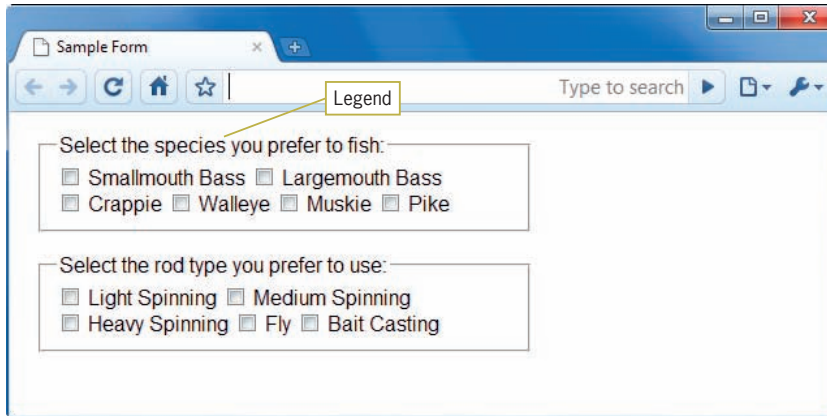 Sample Form
Type to search
Legend
Select the species you prefer to fish:
Smallmouth Bass Largemouth Bass
Crappie Walleye Muskie Pike
Select the rod type you prefer to use:
Light Spinning Medium Spinning
Heavy Spinning Fly Bait Casting